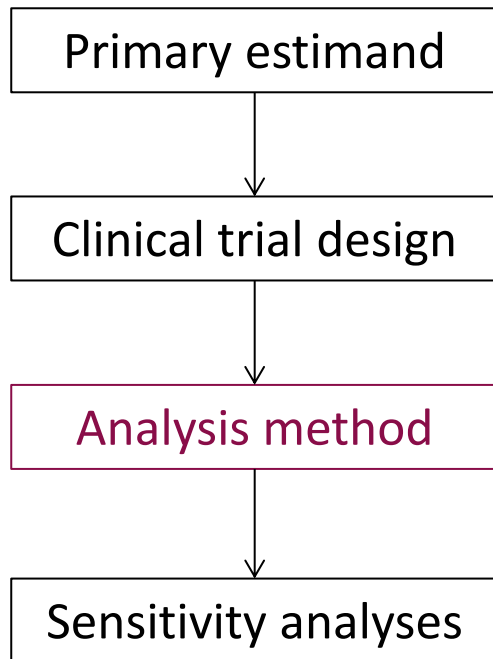 Primary estimand
Clinical trial design
Analysis method
Sensitivity analyses